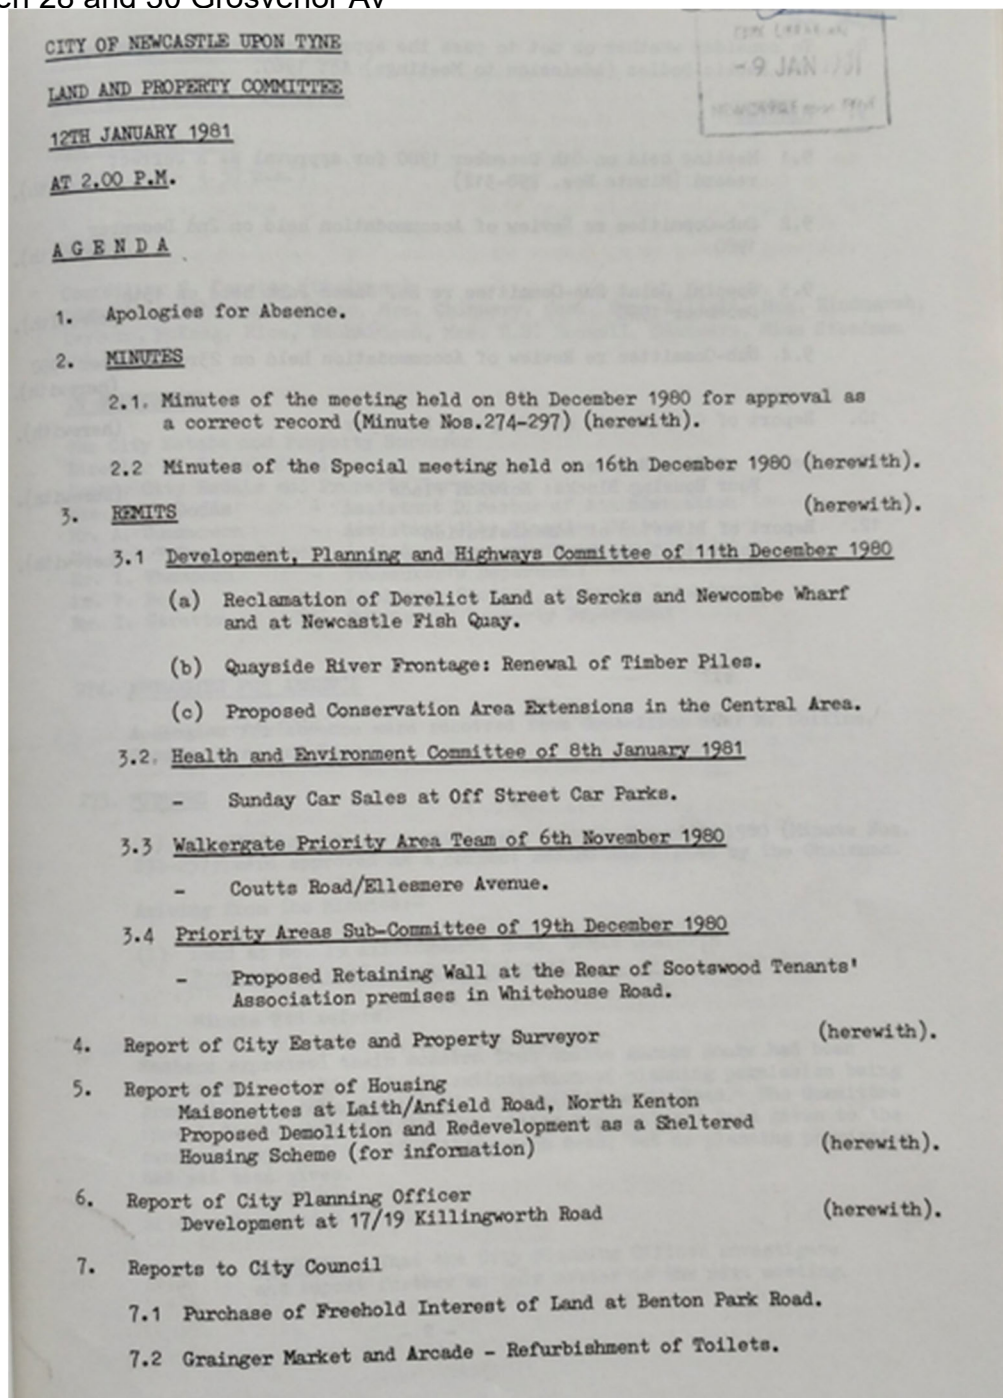 ch 28 and 30 Grosvenor Av
CITY OF NEWCASTLE UPON TYNE
LAND AND PROPERTY COMMITTEE
12TH JANUARY 1981
AT 2.00 P.M.
-9 JAN
A G E N D A
1. Apologies for Absence.
2. MINUTES
2.1. Minutes of the meeting held on 8th December 1980 for approval as
a correct record (Minute Nos.274-297) (herewith).
2.2 Minutes of the Special meeting held on 16th December 1980 (herewith).
3. REMITS (herewith).
3.1 Development, Planning and Highways Committee of 11th December 1980
(a) Reclamation of Derelict Land at Sercks and Newcombe Wharf
and at Newcastle Fish Quay.
(b) Quayside River Frontage: Renewal of Timber Piles.
(c) Proposed Conservation Area Extensions in the Central Area.
3.2. Health and Environment Committee of 8th January 1981
- Sunday Car Sales at Off Street Car Parks.
3.3 Walkergate Priority Area Team of 6th November 1980
- Coutts Road/Ellesmere Avenue.
3.4 Priority Areas Sub-Committee of 19th December 1980
- Proposed Retaining Wall at the Rear of Scotswood Tenants'
Association premises in Whitehouse Road.
4. Report of City Estate and Property Surveyor (herewith).
5. Report of Director of Housing
Maisonettes at Laith/Anfield Road, North Kenton
Proposed Demolition and Redevelopment as a Sheltered
Housing Scheme (for information) (herewith).
6. Report of City Planning Officer
Development at 17/19 Killingworth Road (herewith).
7. Reports to City Council
7.1 Purchase of Freehold Interest of Land at Benton Park Road.
7.2 Grainger Market and Arcade - Refurbishment of Toilets.